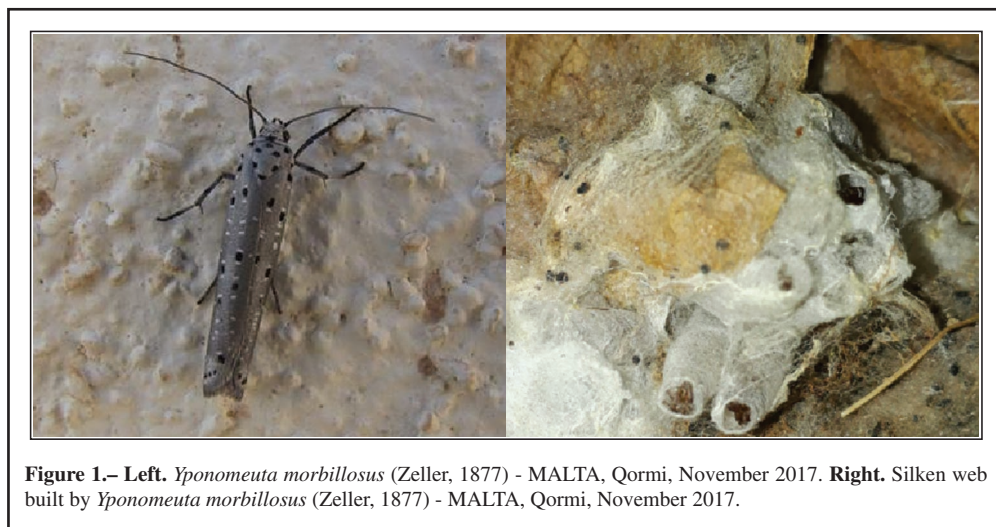 Figure 1.– Left. Yponomeuta morbillosus (Zeller, 1877) - MALTA, Qormi, November 2017. Right. Silken web
built by Yponomeuta morbillosus (Zeller, 1877) - MALTA, Qormi, November 2017.